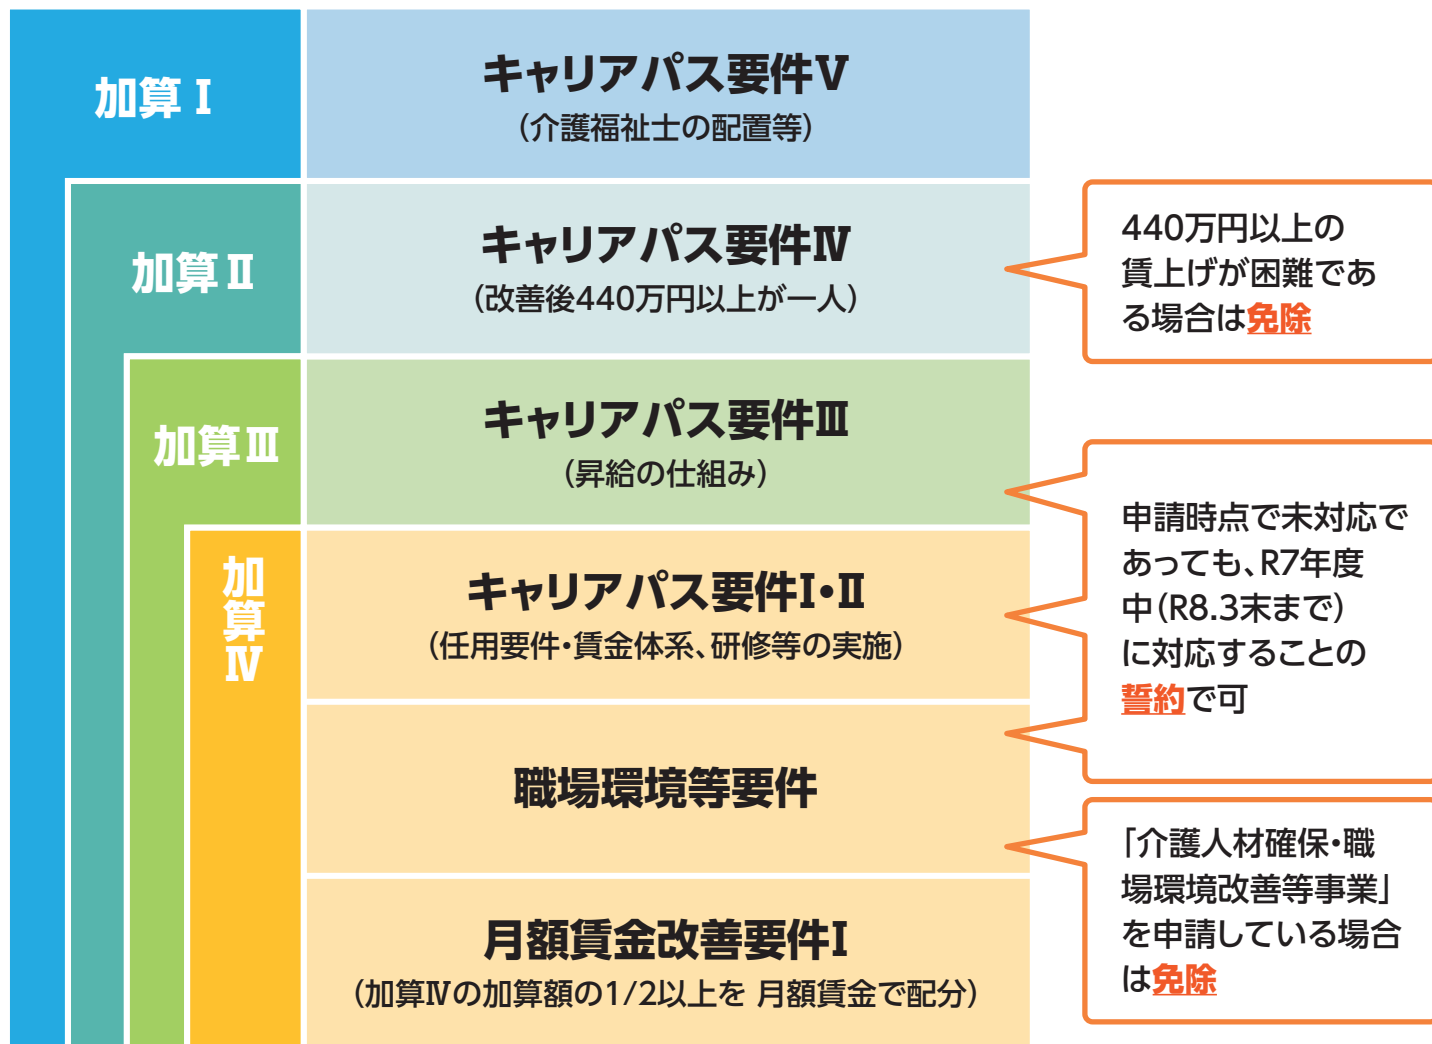 加算Ⅰ
キャリアパス要件Ⅴ
（介護福祉士の配置等）
加算Ⅱ
キャリアパス要件Ⅳ
（改善後440万円以上が一人）
440万円以上の
賃上げが困難であ
る場合は免除
加算Ⅲ
キャリアパス要件Ⅲ
（昇給の仕組み）
加算Ⅳ
キャリアパス要件Ⅰ・Ⅱ
（任用要件・賃金体系、研修等の実施）
申請時点で未対応で
あっても、R7年度
中（R8.3末まで）
に対応することの
誓約で可
職場環境等要件
「介護人材確保・職
場環境改善等事業」
を申請している場合
は免除
月額賃金改善要件Ⅰ
（加算Ⅳの加算額の1/2以上を 月額賃金で配分）